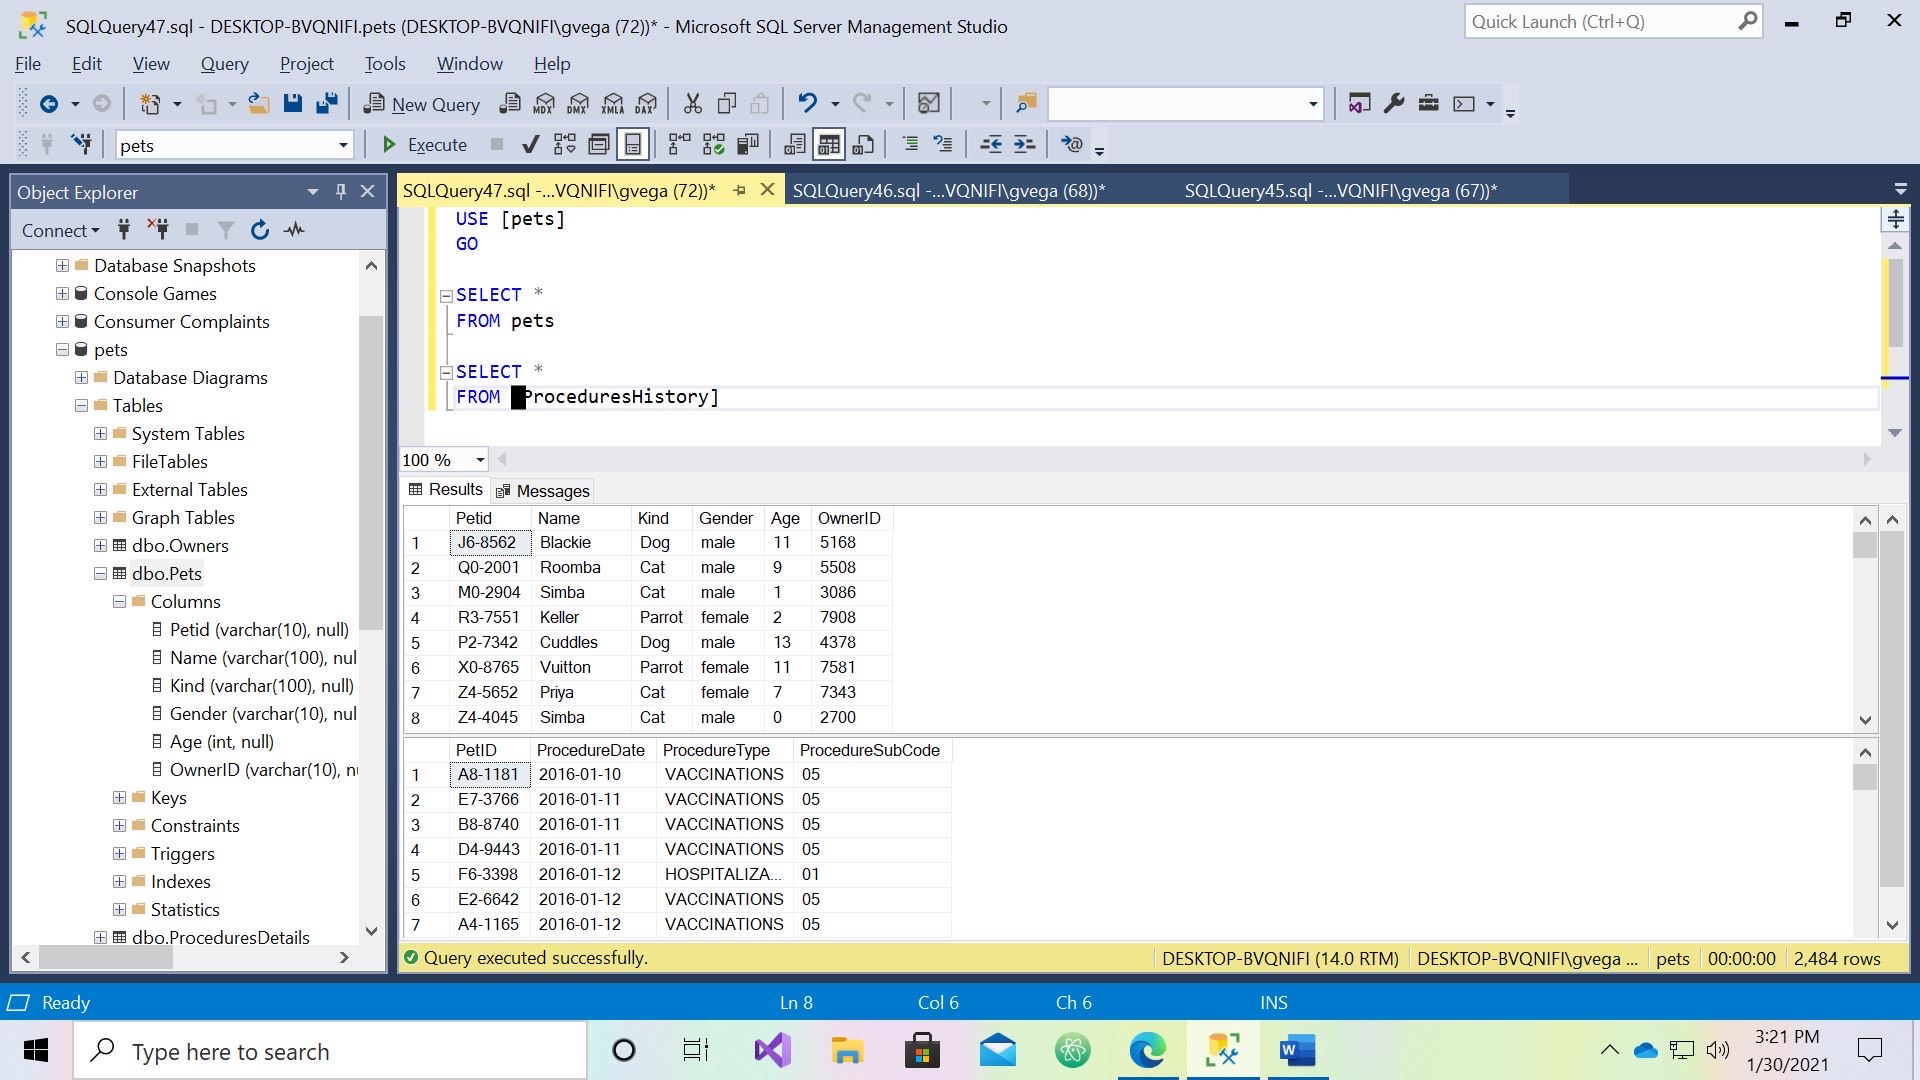 SQLQuery47.sql - DESKTOP-BVQNIFI.pets (DESKTOP-BVQNIFI\gvega (72))* - Microsoft SQL Server Management Studio
Quick Launch (Ctrl+Q)
File Edit View Query Project Tools Window Help
New Query MDX DMX XMLA DAX
pets Execute
Object Explorer
Connect
Database Snapshots
Console Games
Consumer Complaints
pets
Database Diagrams
Tables
System Tables
FileTables
External Tables
Graph Tables
dbo.Owners
dbo.Pets
Columns
Petid (varchar(10), null)
Name (varchar(100), nul
Kind (varchar(100), null)
Gender (varchar(10), nul
Age (int, null)
OwnerID (varchar(10), n
Keys
Constraints
Triggers
Indexes
Statistics
dbo.ProceduresDetails
SQLQuery47.sql -...VQNIFI\gvega (72))* SQLQuery46.sql -...VQNIFI\gvega (68))* SQLQuery45.sql -...VQNIFI\gvega (67))*
USE [pets]
GO
SELECT *
FROM pets
SELECT *
FROM ProceduresHistory]
100 %
Results Messages
Petid Name Kind Gender Age OwnerID
1 J6-8562 Blackie Dog male 11 5168
2 Q0-2001 Roomba Cat male 9 5508
3 M0-2904 Simba Cat male 1 3086
4 R3-7551 Keller Parrot female 2 7908
5 P2-7342 Cuddles Dog male 13 4378
6 X0-8765 Vuitton Parrot female 11 7581
7 Z4-5652 Priya Cat female 7 7343
8 Z4-4045 Simba Cat male 0 2700
PetID ProcedureDate ProcedureType ProcedureSubCode
1 A8-1181 2016-01-10 VACCINATIONS 05
2 E7-3766 2016-01-11 VACCINATIONS 05
3 B8-8740 2016-01-11 VACCINATIONS 05
4 D4-9443 2016-01-11 VACCINATIONS 05
5 F6-3398 2016-01-12 HOSPITALIZA... 01
6 E2-6642 2016-01-12 VACCINATIONS 05
7 A4-1165 2016-01-12 VACCINATIONS 05
Query executed successfully. DESKTOP-BVQNIFI (14.0 RTM) DESKTOP-BVQNIFI\gvega ... pets 00:00:00 2,484 rows
Ready Ln 8 Col 6 Ch 6 INS
Type here to search
3:21 PM
1/30/2021